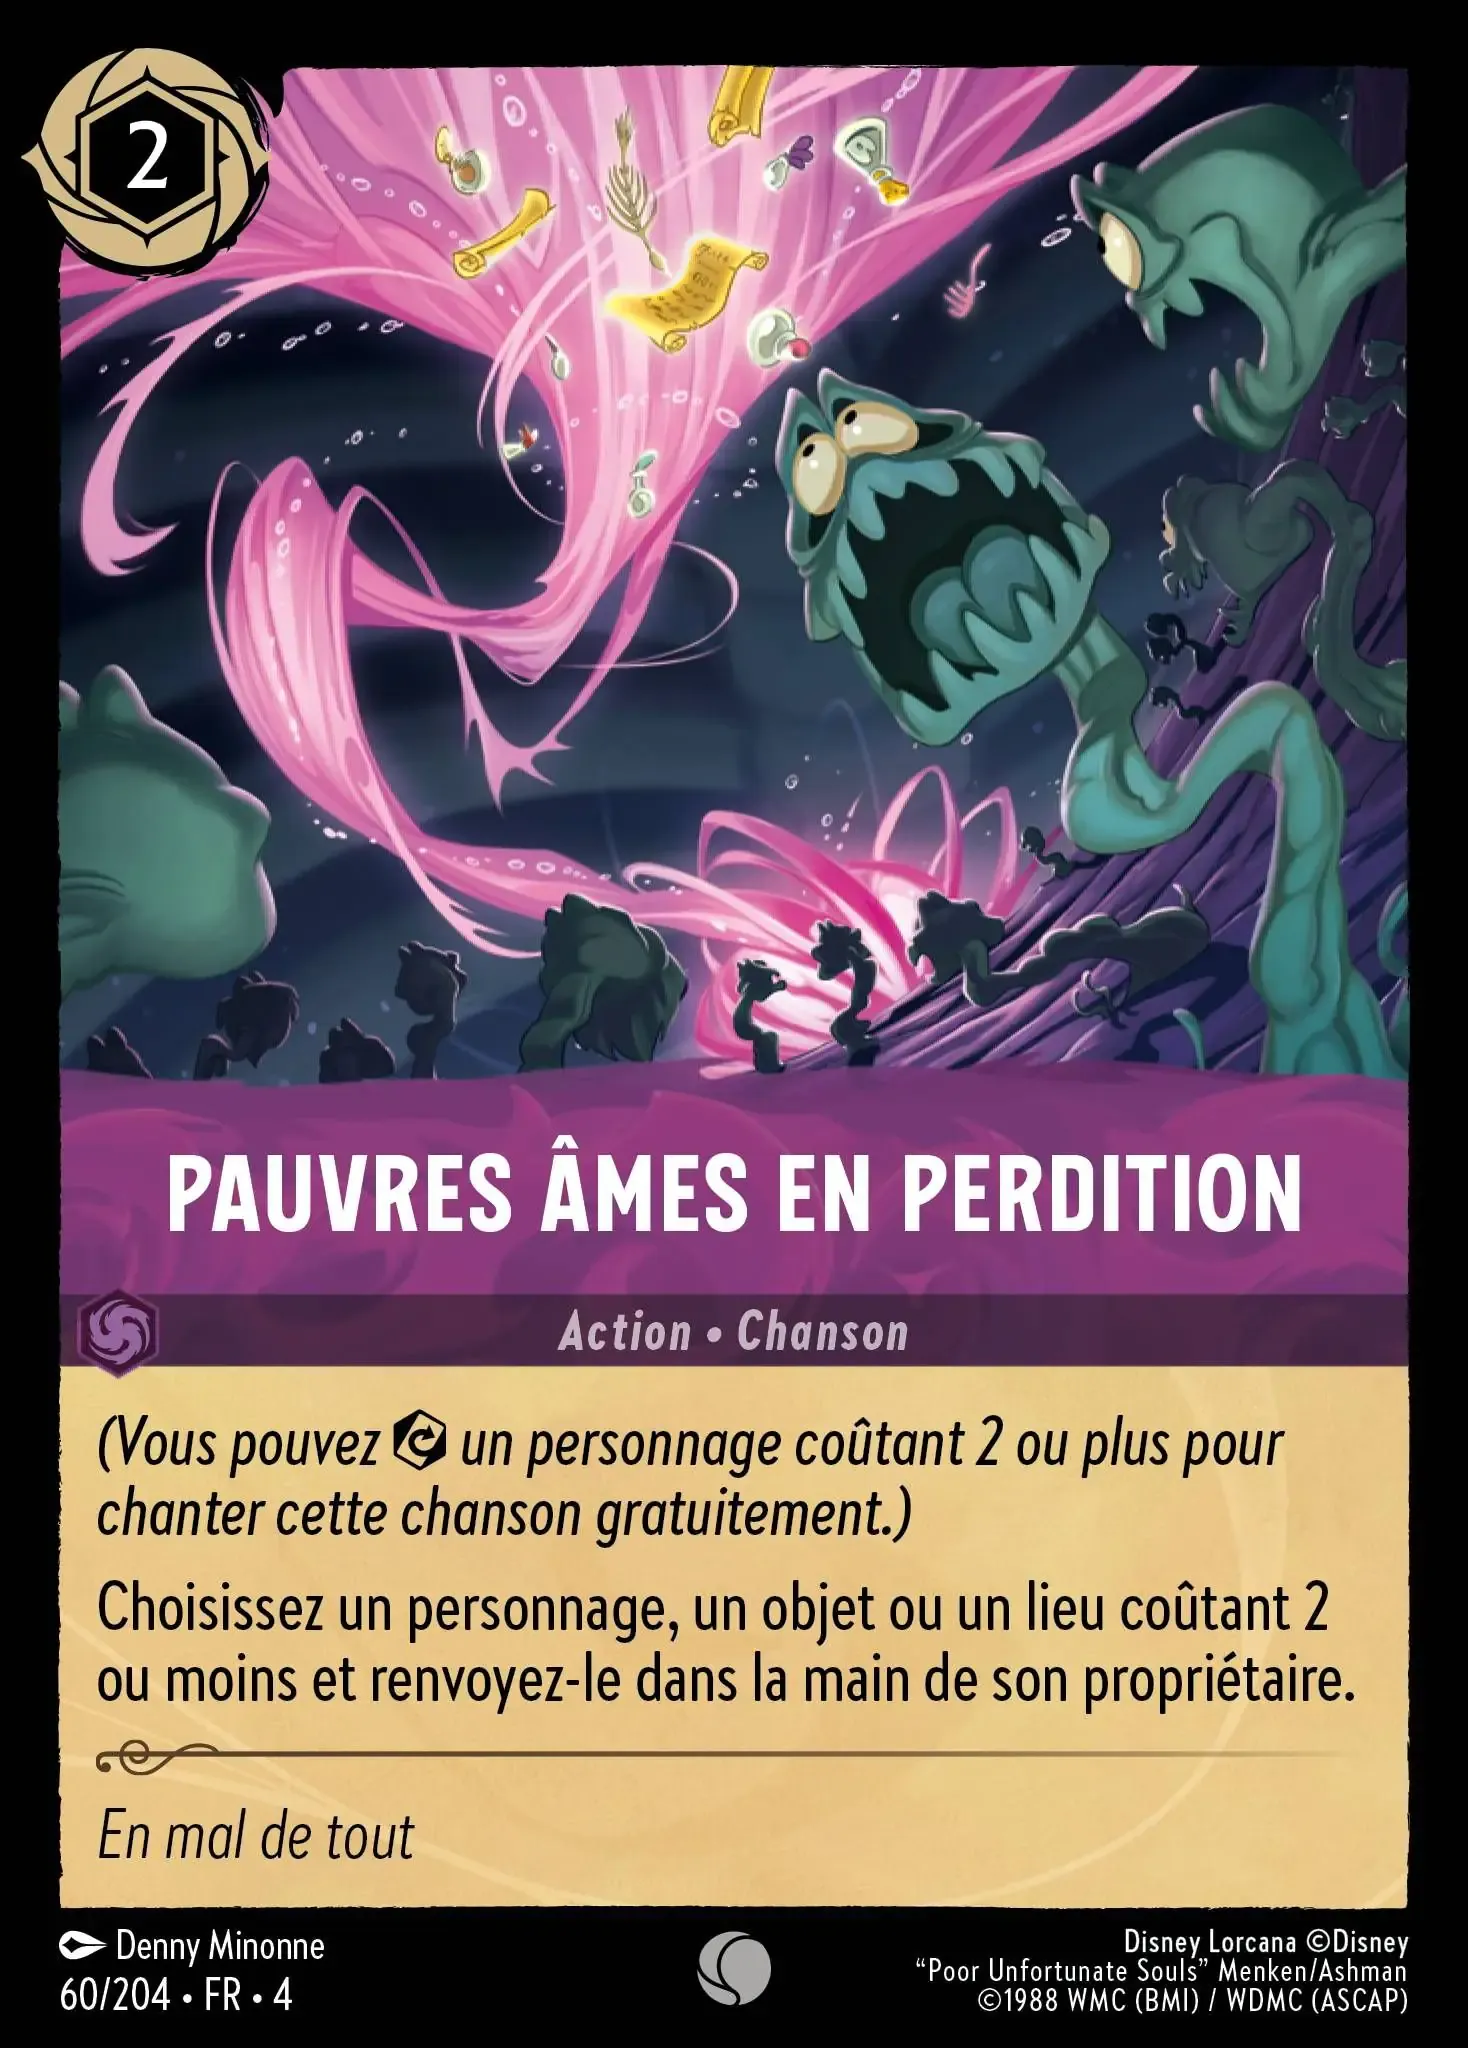 2
PAUVRES ÂMES EN PERDITION
Action • Chanson
(Vous pouvez un personnage coûtant 2 ou plus pour
chanter cette chanson gratuitement.)
Choisissez un personnage, un objet ou un lieu coûtant 2
ou moins et renvoyez-le dans la main de son propriétaire.
En mal de tout
Denny Minonne
60/204 • FR • 4
Disney Lorcana ©Disney
“Poor Unfortunate Souls” Menken/Ashman
©1988 WMC (BMI) / WDMC (ASCAP)